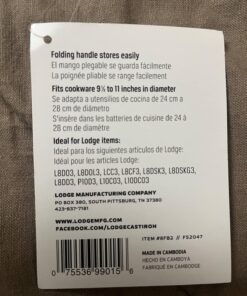 Folding handle stores easily
El mango plegable se guarda fácilmente
La poignée pliable se range facilement
Fits cookware 9½ to 11 inches in diameter
Se adapta a utensilios de cocina de 24 cm a
28 cm de diámetro
S'insère dans les batteries de cuisine de 24 à
28 cm de diamètre
Ideal for Lodge items:
Ideal para los siguientes artículos de Lodge:
Idéal pour les articles Lodge:
L8DD3, L8DOL3, LCC3, L8CF3, L8DSK3, L8DSKG3,
L8DD3, P10D3, L10CO3, L10DCO3
LODGE MANUFACTURING COMPANY
PO BOX 380, SOUTH PITTSBURG, TN 37380
423-837-7181
WWW.LODGEMFG.COM
FACEBOOK.COM/LODGECASTIRON
ITEM #8FB2 // FS2047
MADE IN CAMBODIA
HECHO EN CAMBOYA
FABRIQUÉ EN CAMBODGE
0 75536 99015 6